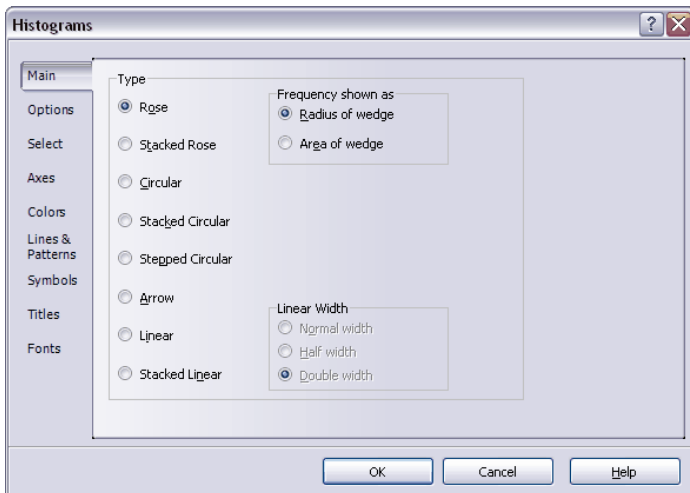 Histograms
Main
Options
Select
Axes
Colors
Lines &
Patterns
Symbols
Titles
Fonts
Type
Rose
Stacked Rose
Circular
Stacked Circular
Stepped Circular
Arrow
Linear
Stacked Linear
Frequency shown as
Radius of wedge
Area of wedge
Linear Width
Normal width
Half width
Double width
OK
Cancel
Help